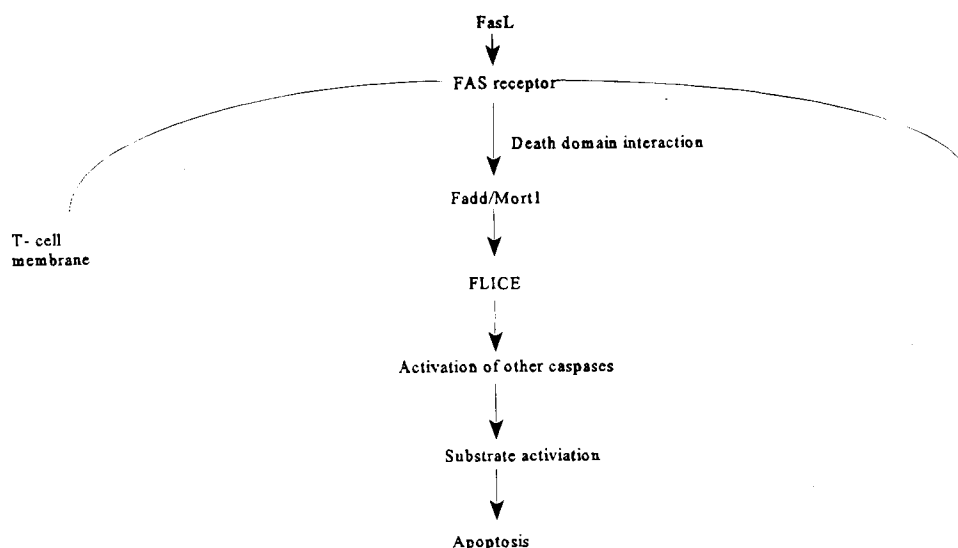 FasL
FAS receptor
Death domain interaction
Fadd/Mort1
T- cell
membrane
FLICE
Activation of other caspases
Substrate activiation
Apoptosis